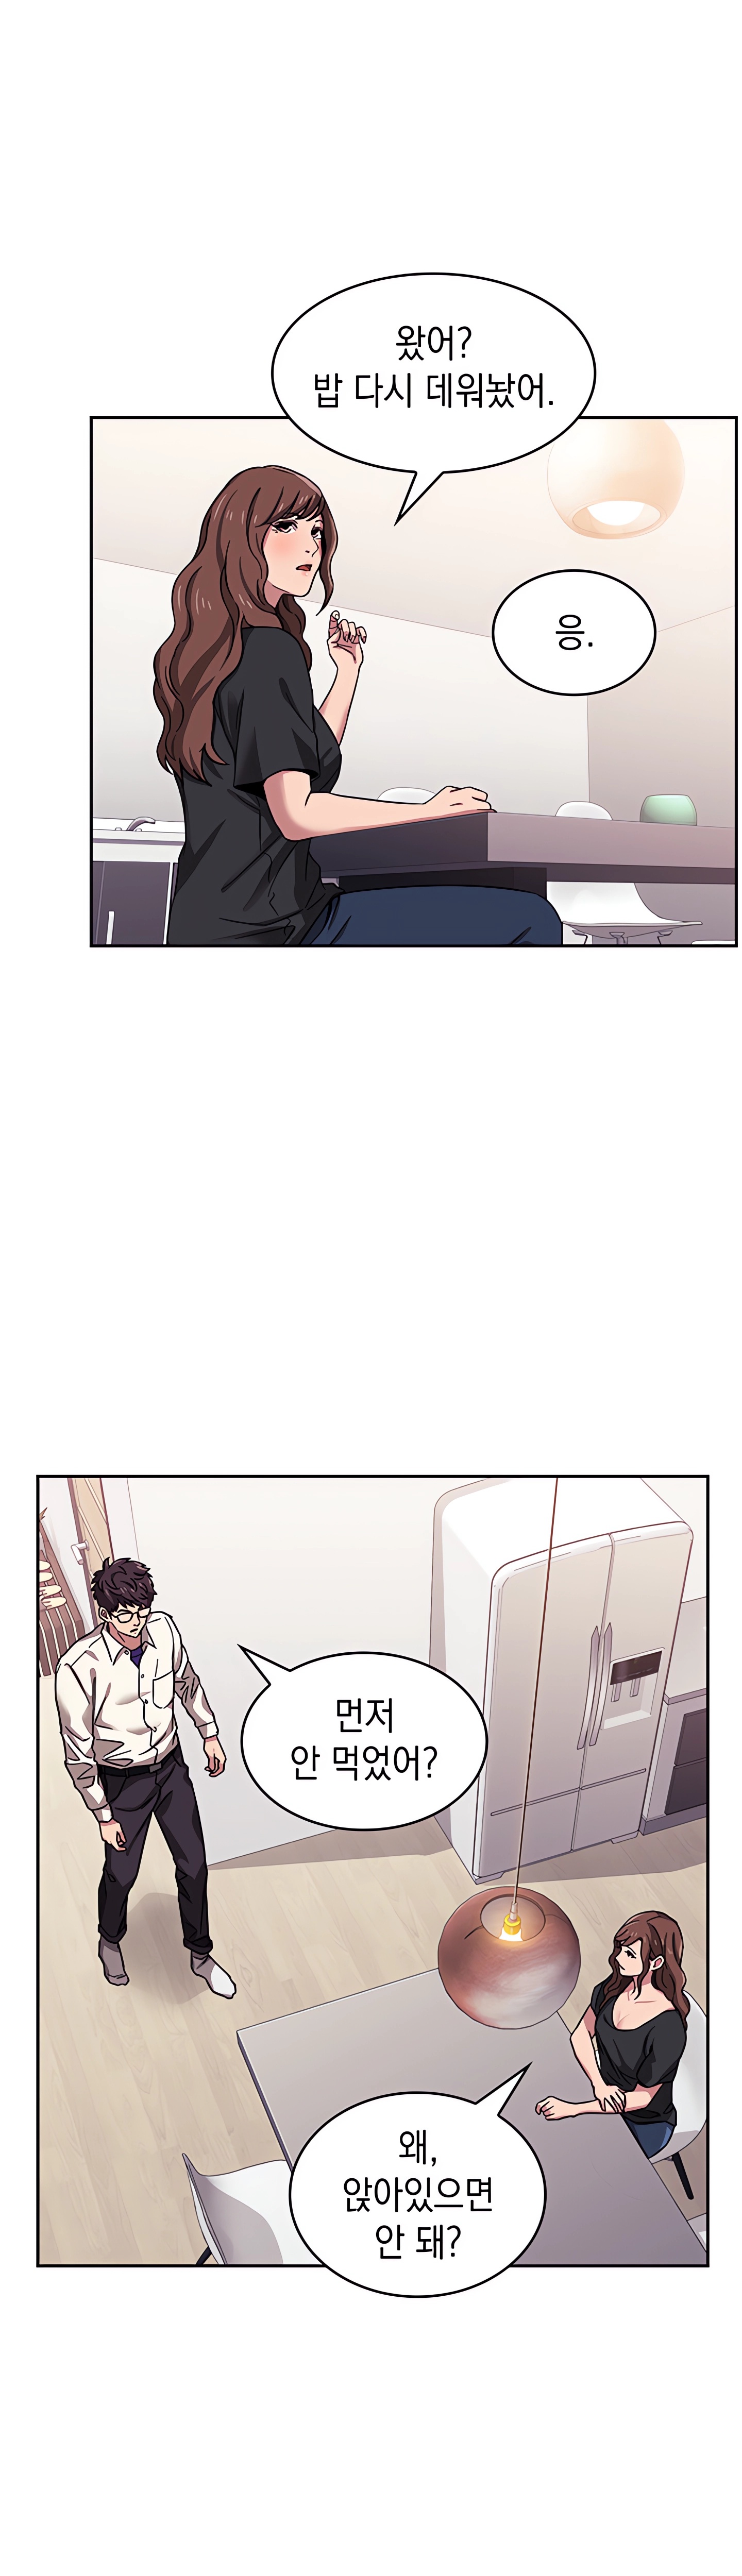 왔어?
밥 다시 데워놨어.
응.
먼저
안 먹었어?
왜,
앉아있으면
안 돼?